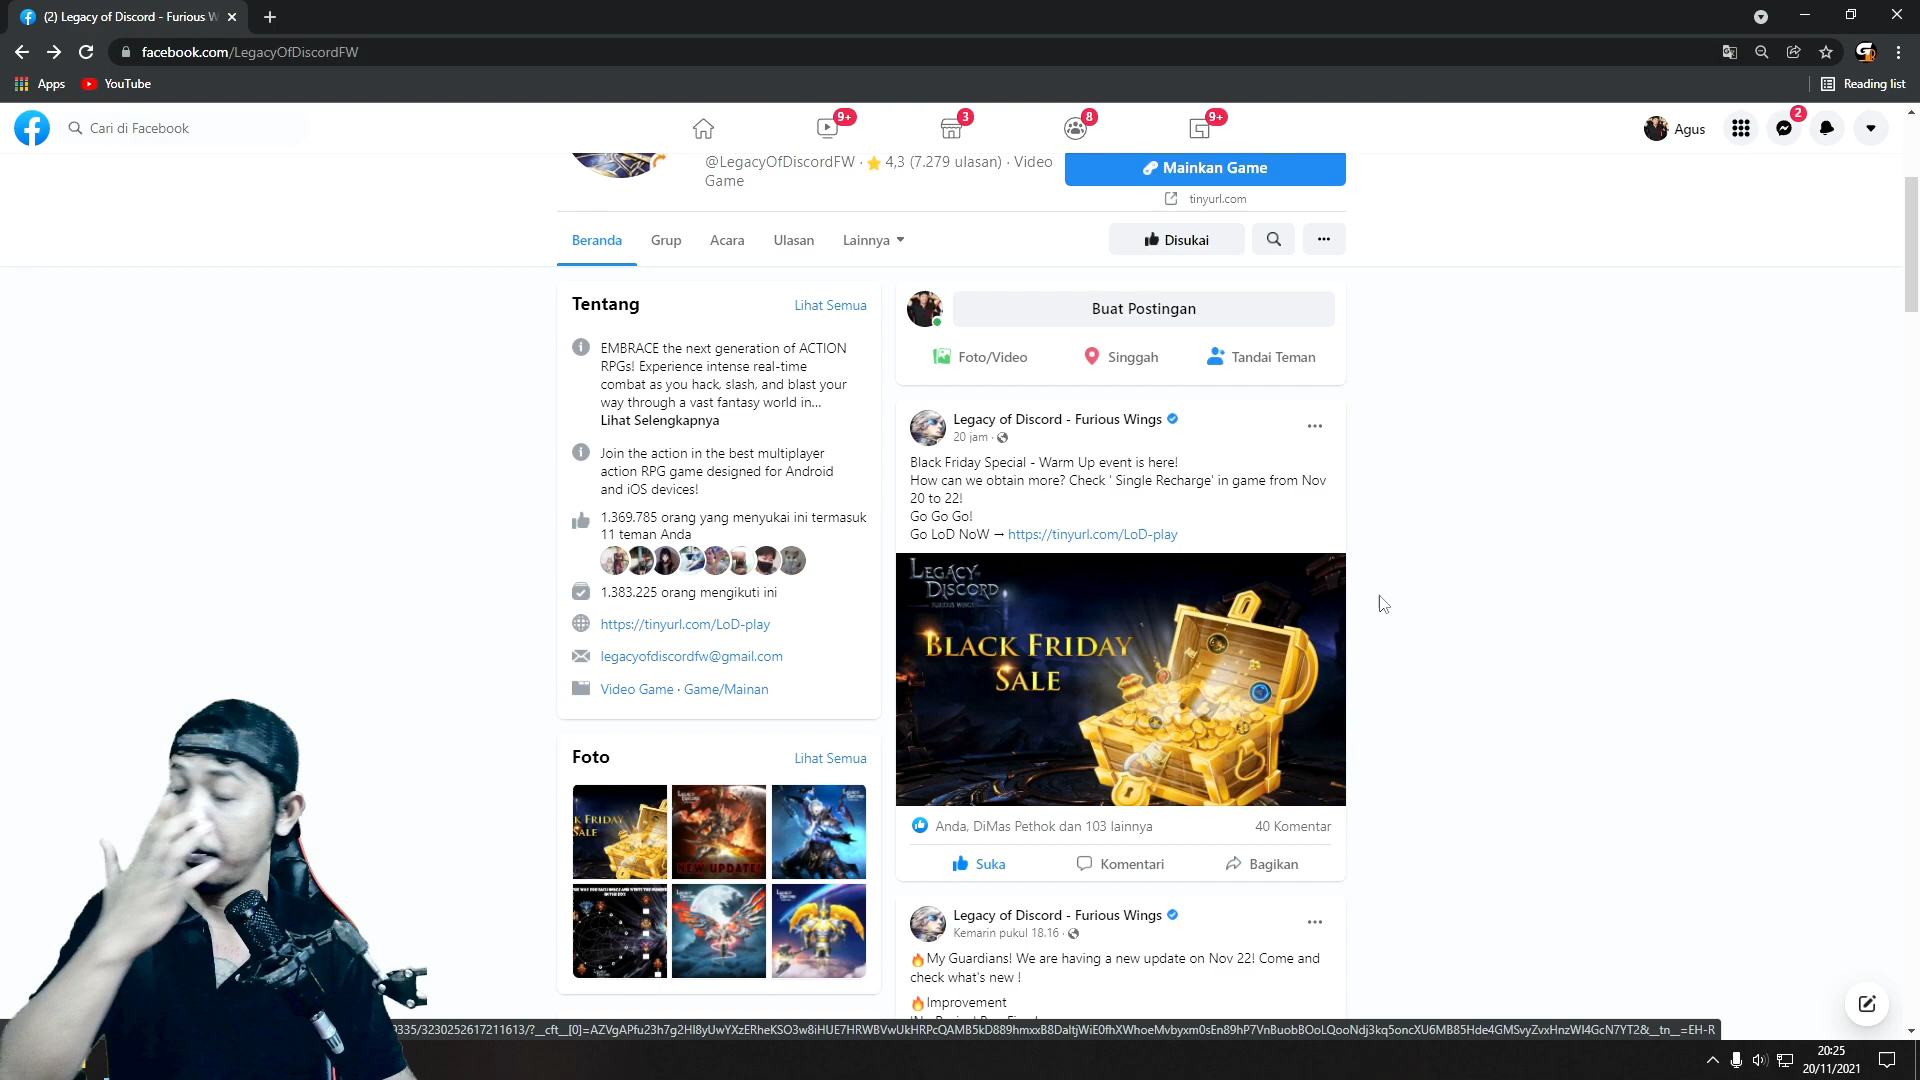 (2) Legacy of Discord - Furious W
facebook.com/LegacyOfDiscordFW
Apps
YouTube
Reading list
Cari di Facebook
9+
3
8
9+
Agus
2
@LegacyOfDiscordFW · 4,3 (7.279 ulasan) · Video
Game
Mainkan Game
tinyurl.com
Beranda
Grup
Acara
Ulasan
Lainnya
Disukai
Tentang
Lihat Semua
EMBRACE the next generation of ACTION
RPGs! Experience intense real-time
combat as you hack, slash, and blast your
way through a vast fantasy world in...
Lihat Selengkapnya
Join the action in the best multiplayer
action RPG game designed for Android
and iOS devices!
1.369.785 orang yang menyukai ini termasuk
11 teman Anda
1.383.225 orang mengikuti ini
https://tinyurl.com/LoD-play
legacyofdiscordfw@gmail.com
Video Game · Game/Mainan
Foto
Lihat Semua
K FRIDAY
SALE
NEW UPDATE!
Buat Postingan
Foto/Video
Singgah
Tandai Teman
Legacy of Discord - Furious Wings
20 jam ·
Black Friday Special - Warm Up event is here!
How can we obtain more? Check ' Single Recharge' in game from Nov
20 to 22!
Go Go Go!
Go LoD NoW → https://tinyurl.com/LoD-play
LEGACY OF DISCORD
FURIOUS WINGS
BLACK FRIDAY
SALE
Anda, DiMas Pethok dan 103 lainnya
40 Komentar
Suka
Komentari
Bagikan
Legacy of Discord - Furious Wings
Kemarin pukul 18.16 ·
🔥My Guardians! We are having a new update on Nov 22! Come and
check what's new !
🔥Improvement
20:25
20/11/2021